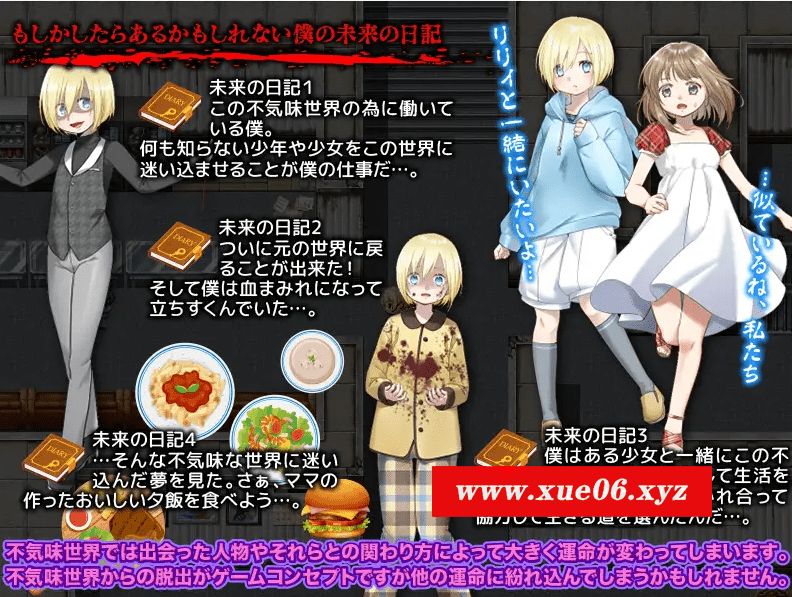 もしかしたらあるかもしれない僕の未来の日記
未来の日記1
この不気味世界の為に働いて
いる僕。
何も知らない少年や少女をこの世界に
迷い込ませることが僕の仕事だ…。
DIARY
未来の日記2
ついに元の世界に戻
ることが出来た!
そして僕は血まみれになって
立ちすくんでいた…。
DIARY
リリィと一緒にいたいよ…
…似ているね、私たち
未来の日記4
…そんな不気味な世界に迷い
込んだ夢を見た。さぁ、ママの
作ったおいしい夕飯を食べよう…。
DIARY
未来の日記3
僕はある少女と一緒にこの不
て生活を
れ合って
協力して生きる道を選んだんだ…。
DIARY
www.xue06.xyz
不気味世界では出会った人物やそれらとの関わり方によって大きく運命が変わってしまいます。
不気味世界からの脱出がゲームコンセプトですが他の運命に紛れ込んでしまうかもしれません。